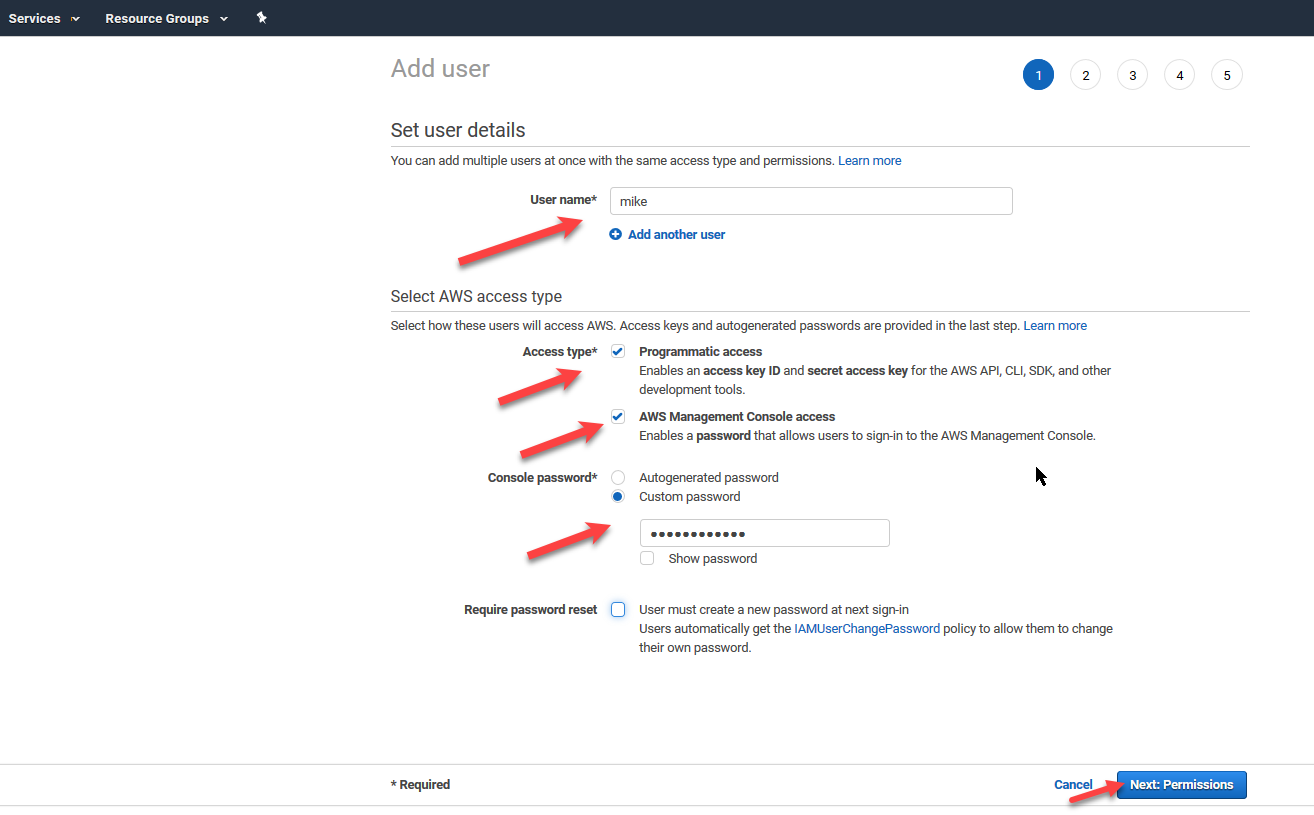 Services Resource Groups
Add user
1 2 3 4 5
Set user details
You can add multiple users at once with the same access type and permissions. Learn more
User name* mike
Add another user
Select AWS access type
Select how these users will access AWS. Access keys and autogenerated passwords are provided in the last step. Learn more
Access type* Programmatic access
Enables an access key ID and secret access key for the AWS API, CLI, SDK, and other
development tools.
AWS Management Console access
Enables a password that allows users to sign-in to the AWS Management Console.
Console password* Autogenerated password
Custom password
••••••••••••
Show password
Require password reset User must create a new password at next sign-in
Users automatically get the IAMUserChangePassword policy to allow them to change
their own password.
* Required Cancel Next: Permissions